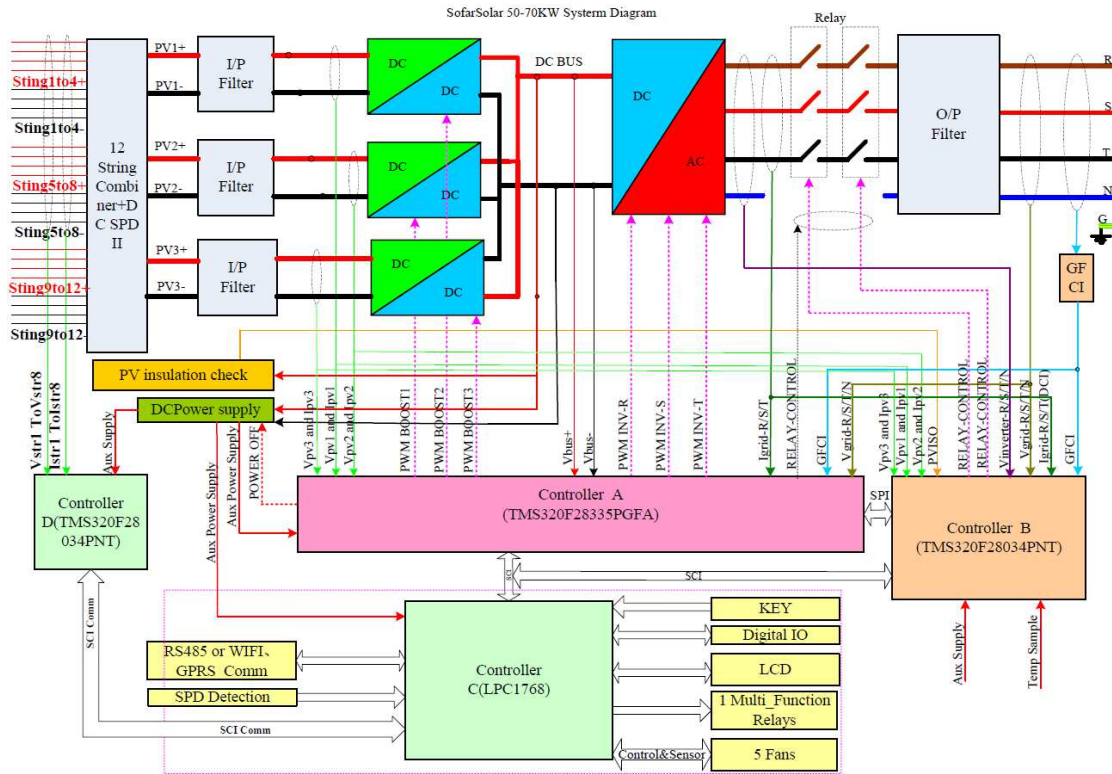 SofarSolar 50-70KW Systerm Diagram
Relay
Sting1to4+
Sting1to4-
Sting5to8+
Sting5to8-
Sting9to12+
Sting9to12-
12
String
Combine
r+D
C SPD
II
PV1+
PV1-
PV2+
PV2-
PV3+
PV3-
I/P
Filter
I/P
Filter
I/P
Filter
DC
DC
DC
DC
DC
DC
DC BUS
DC
AC
O/P
Filter
R
S
T
N
G
GF
CI
PV insulation check
DCPower supply
Vstr1 ToVstr8
Istr1 ToIstr8
Aux Supply
Aux Power Supply
Aux Power Supply
POWER OFF
Vpv3 and Ipv3
Vpv1 and Ipv1
Vpv2 and Ipv2
PWM BOOST1
PWM BOOST2
PWM BOOST3
Vbus+
Vbus-
PWM INV-R
PWM INV-S
PWM INV-T
Igrid-R/S/T
RELAY-CONTROL
GFCI
Vgrid-R/S/T/N
Vpv3 and Ipv3
Vpv1 and Ipv1
Vpv2 and Ipv2
PVISO
RELAY-CONTROL
RELAY-CONTROL
Vinverter-R/S/T/N
Vgrid-R/S/T/N
Igrid-R/S/T(DCI)
GFCI
Controller
D(TMS320F28
034PNT)
Controller A
(TMS320F28335PGFA)
SPI
Controller B
(TMS320F28034PNT)
SCI
SCI
SCI Comm
SCI Comm
Aux Supply
Temp Sample
RS485 or WIFI、
GPRS_Comm
SPD Detection
Controller
C(LPC1768)
KEY
Digital IO
LCD
1 Multi_Function
Relays
Control&Sensor
5 Fans